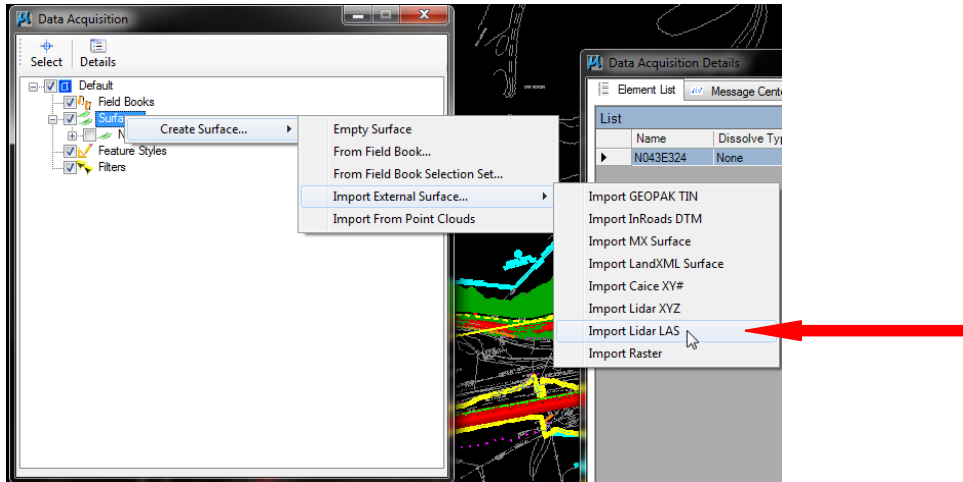 Data Acquisition
Select Details
Default
Field Books
Feature Styles
Filters
Create Surface...
Empty Surface
From Field Book...
From Field Book Selection Set...
Import External Surface...
Import From Point Clouds
Import GEOPAK TIN
Import InRoads DTM
Import MX Surface
Import LandXML Surface
Import Caice XY#
Import Lidar XYZ
Import Lidar LAS
Import Raster
Data Acquisition Details
Element List Message Cent
List
Name Dissolve Typ
N043E324 None